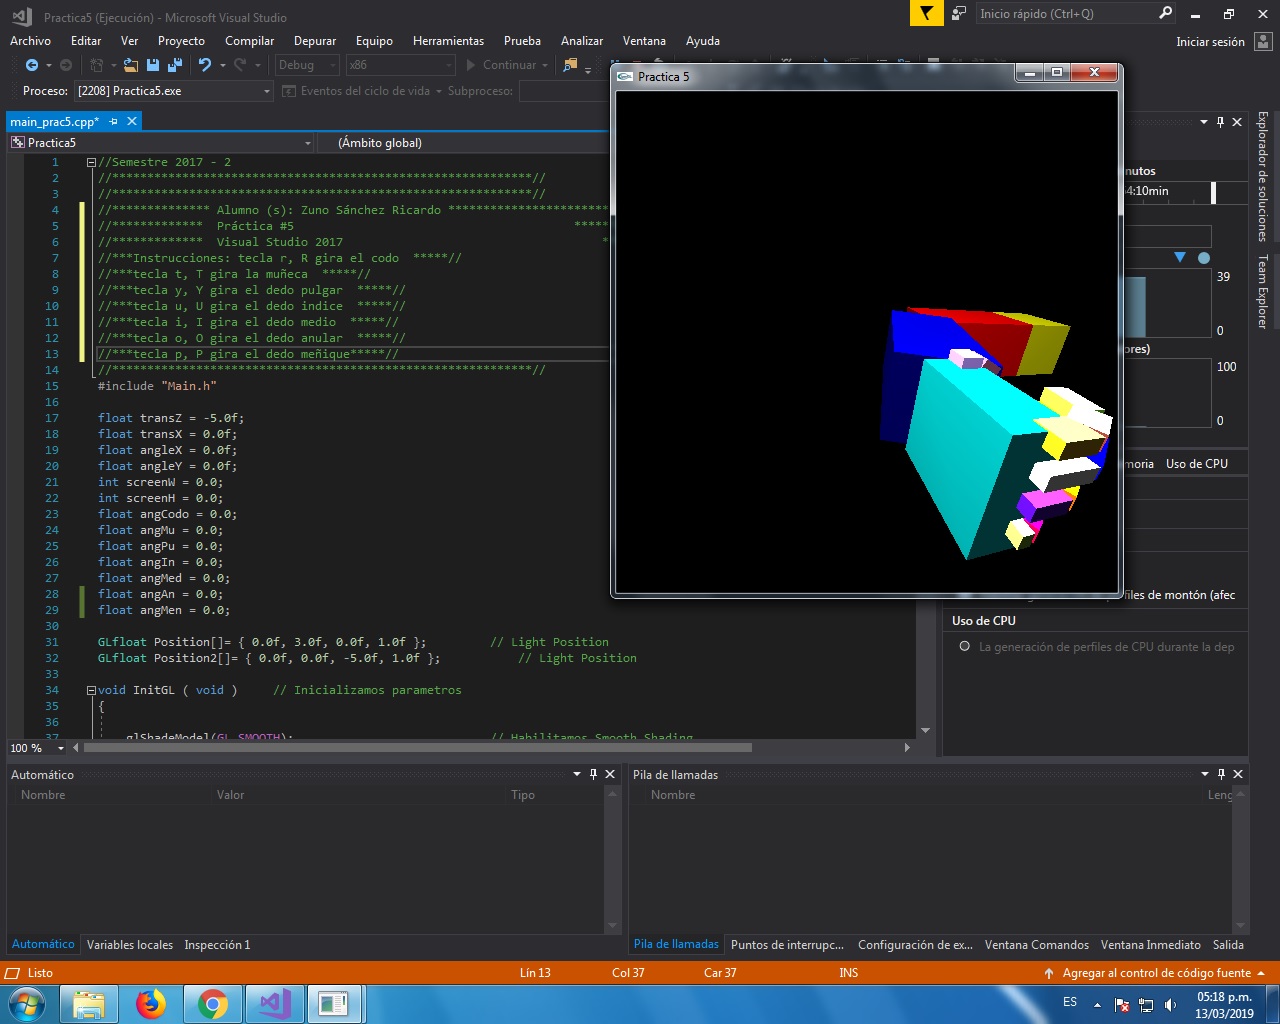 Practica5 (Ejecución) - Microsoft Visual Studio
Inicio rápido (Ctrl+Q)
Archivo Editar Ver Proyecto Compilar Depurar Equipo Herramientas Prueba Analizar Ventana Ayuda
Iniciar sesión
Debug x86 Continuar
Proceso: [2208] Practica5.exe Eventos del ciclo de vida Subproceso:
main_prac5.cpp*
Practica5 (Ámbito global)
1 //Semestre 2017 - 2
2 //************************************************************//
3 //************************************************************//
4 //************** Alumno (s): Zuno Sánchez Ricardo ***********************
5 //************* Práctica #5 *****
6 //************* Visual Studio 2017 *
7 //***Instrucciones: tecla r, R gira el codo *****//
8 //***tecla t, T gira la muñeca *****//
9 //***tecla y, Y gira el dedo pulgar *****//
10 //***tecla u, U gira el dedo indice *****//
11 //***tecla i, I gira el dedo medio *****//
12 //***tecla o, O gira el dedo anular *****//
13 //***tecla p, P gira el dedo meñique*****//
14 //************************************************************//
15 #include "Main.h"
16
17 float transZ = -5.0f;
18 float transX = 0.0f;
19 float angleX = 0.0f;
20 float angleY = 0.0f;
21 int screenW = 0.0;
22 int screenH = 0.0;
23 float angCodo = 0.0;
24 float angMu = 0.0;
25 float angPu = 0.0;
26 float angIn = 0.0;
27 float angMed = 0.0;
28 float angAn = 0.0;
29 float angMen = 0.0;
30
31 GLfloat Position[]= { 0.0f, 3.0f, 0.0f, 1.0f }; // Light Position
32 GLfloat Position2[]= { 0.0f, 0.0f, -5.0f, 1.0f }; // Light Position
33
34 void InitGL ( void ) // Inicializamos parametros
35 {
36
37 glShadeModel(GL_SMOOTH); // Habilitamos Smooth Shading
100 %
Practica 5
nutos
4:10min
39
0
ores)
100
0
moria Uso de CPU
files de montón (afec
Uso de CPU
La generación de perfiles de CPU durante la dep
Explorador de soluciones
Team Explorer
Automático
Nombre Valor Tipo
Automático Variables locales Inspección 1
Pila de llamadas
Nombre Leng
Pila de llamadas Puntos de interrupc... Configuración de ex... Ventana Comandos Ventana Inmediato Salida
Listo Lín 13 Col 37 Car 37 INS Agregar al control de código fuente
ES
05:18 p.m.
13/03/2019